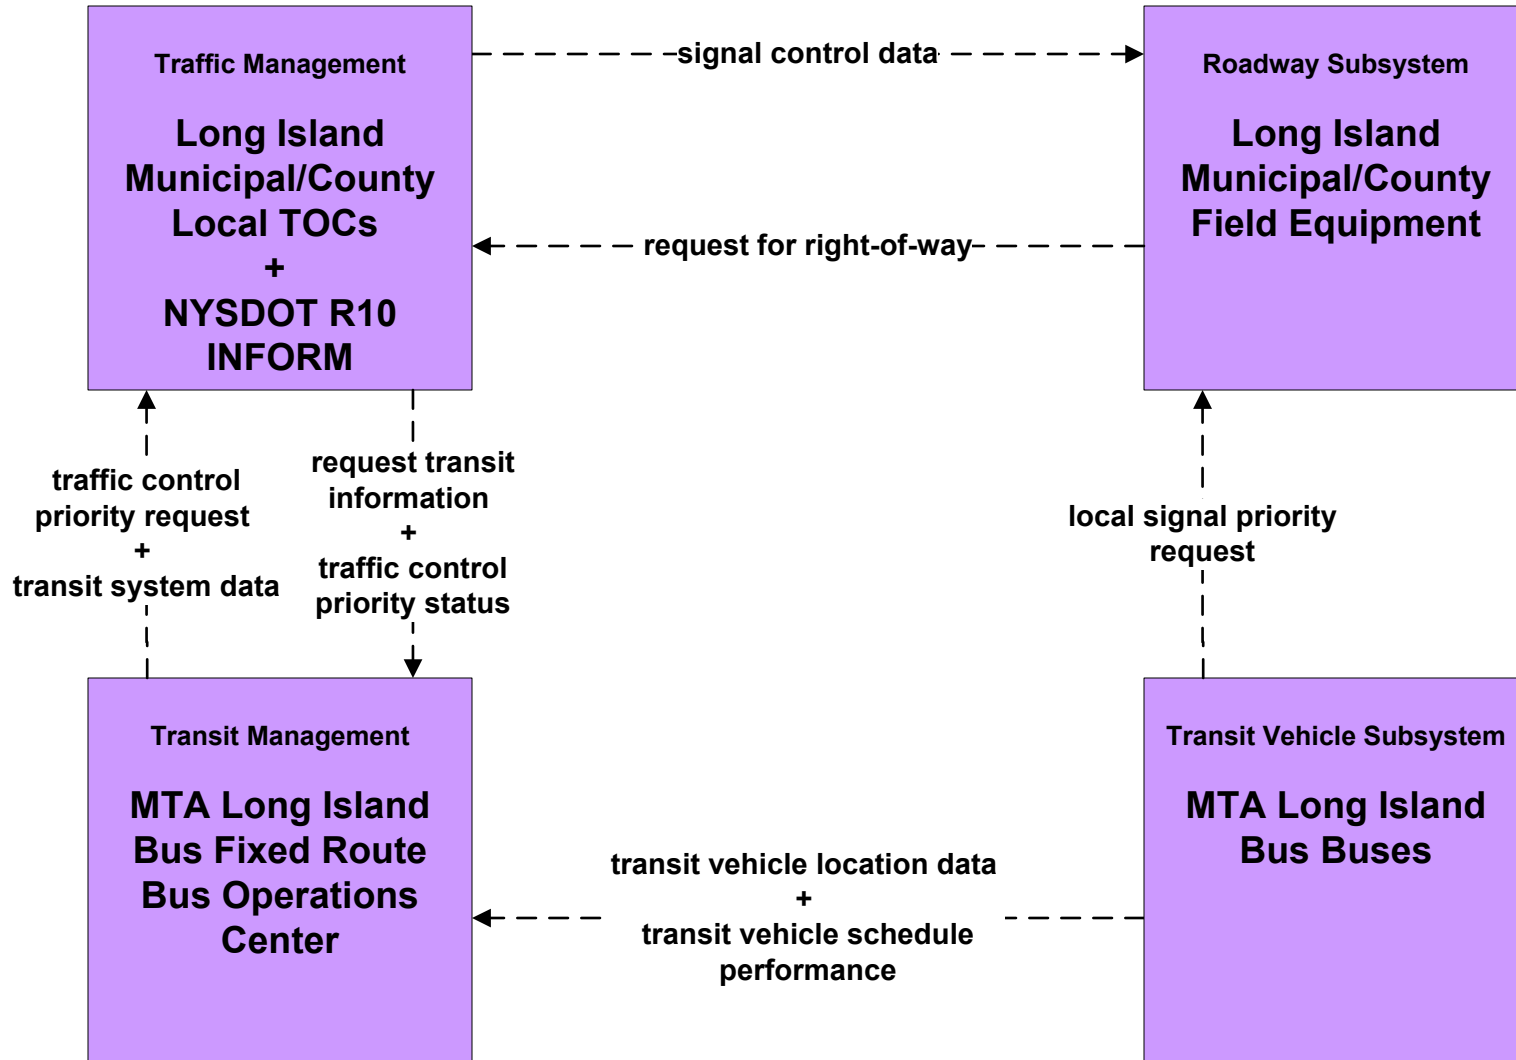 Traffic Management
Long Island
Municipal/County
Local TOCs
+
NYSDOT R10
INFORM
signal control data
Roadway Subsystem
Long Island
Municipal/County
Field Equipment
request for right-of-way
traffic control
priority request
+
transit system data
request transit
information
+
traffic control
priority status
local signal priority
request
Transit Management
MTA Long Island
Bus Fixed Route
Bus Operations
Center
transit vehicle location data
+
transit vehicle schedule
performance
Transit Vehicle Subsystem
MTA Long Island
Bus Buses